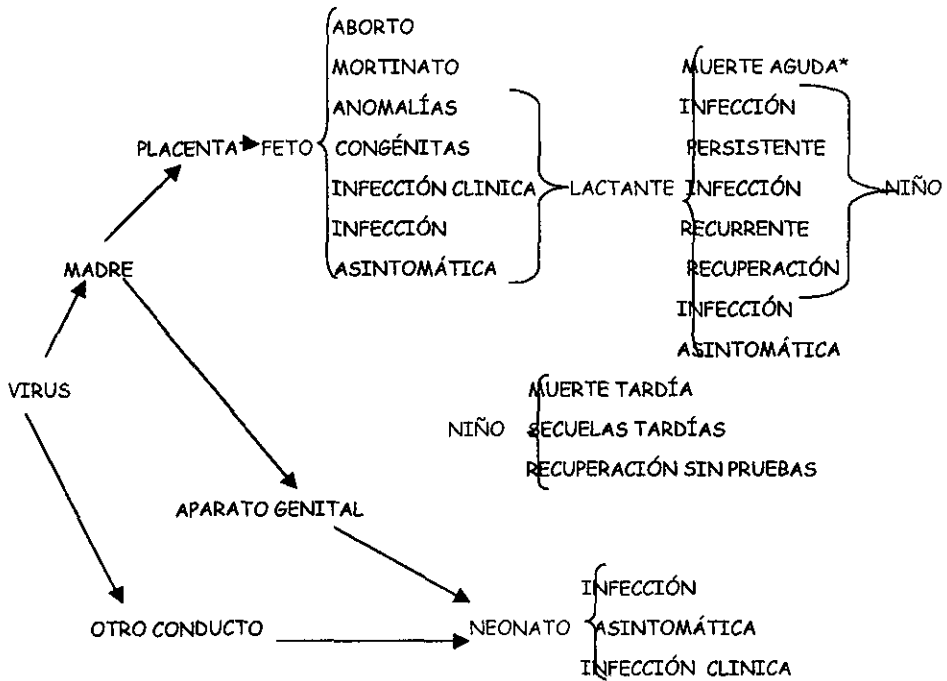 ABORTO
MORTINATO
ANOMALÍAS
PLACENTA
FETO
CONGÉNITAS
INFECCIÓN CLINICA
INFECCIÓN
ASINTOMÁTICA
LACTANTE
MUERTE AGUDA*
INFECCIÓN
PERSISTENTE
INFECCIÓN
RECURRENTE
RECUPERACIÓN
INFECCIÓN
ASINTOMÁTICA
NIÑO
MADRE
VIRUS
NIÑO
MUERTE TARDÍA
SECUELAS TARDÍAS
RECUPERACIÓN SIN PRUEBAS
APARATO GENITAL
OTRO CONDUCTO
NEONATO
INFECCIÓN
ASINTOMÁTICA
INFECCIÓN CLINICA